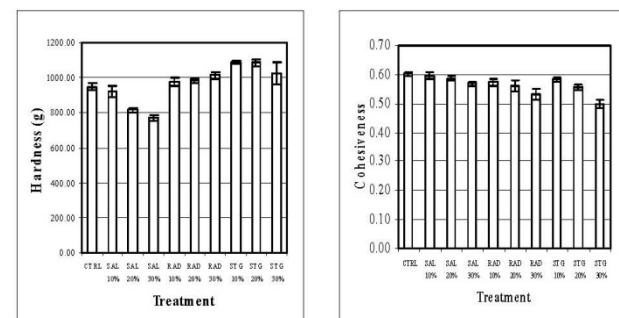 1200.00
1000.00
800.00
600.00
400.00
200.00
0.00
Hardness (g)
CTRL SAL SAL SAL RAD RAD RAD STG STG STG
10% 20% 30% 10% 20% 30% 10% 20% 30%
Treatment
0.70
0.60
0.50
0.40
0.30
0.20
0.10
0.00
Cohesiveness
CTRL SAL SAL SAL RAD RAD RAD STG STG STG
10% 20% 30% 10% 20% 30% 10% 20% 30%
Treatment